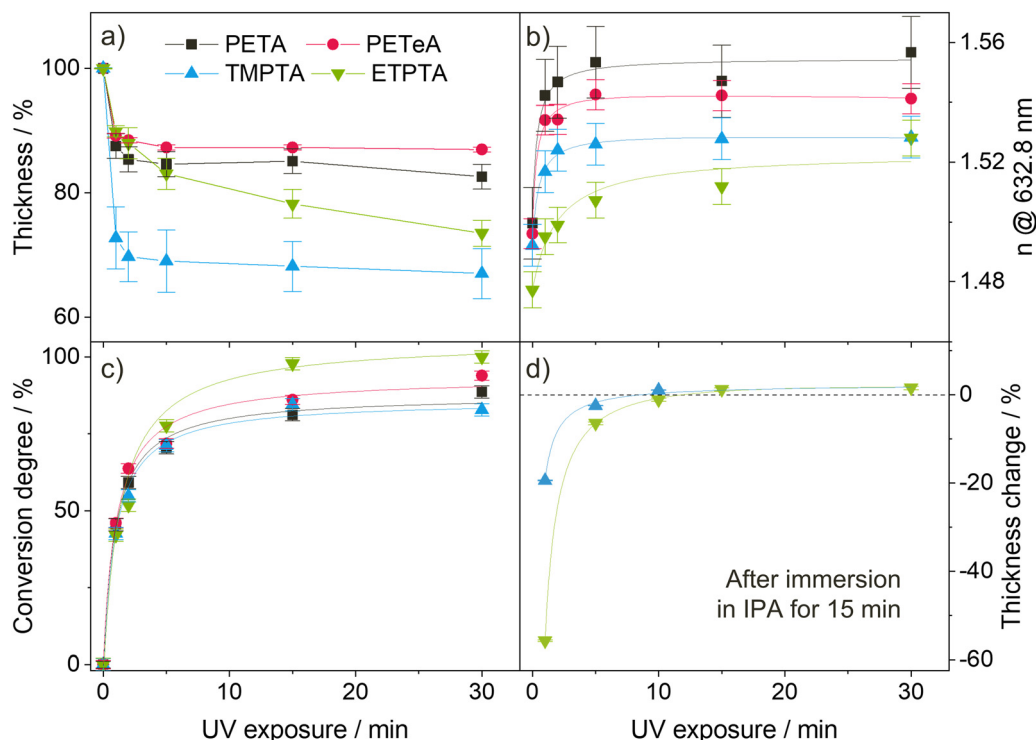 a)
PETA
PETeA
TMPTA
ETPTA
100
80
60
Thickness / %
b)
1.56
1.52
1.48
n @ 632.8 nm
c)
100
50
0
Conversion degree / %
0
10
20
30
UV exposure / min
d)
0
-20
-40
-60
Thickness change / %
After immersion
in IPA for 15 min
0
10
20
30
UV exposure / min